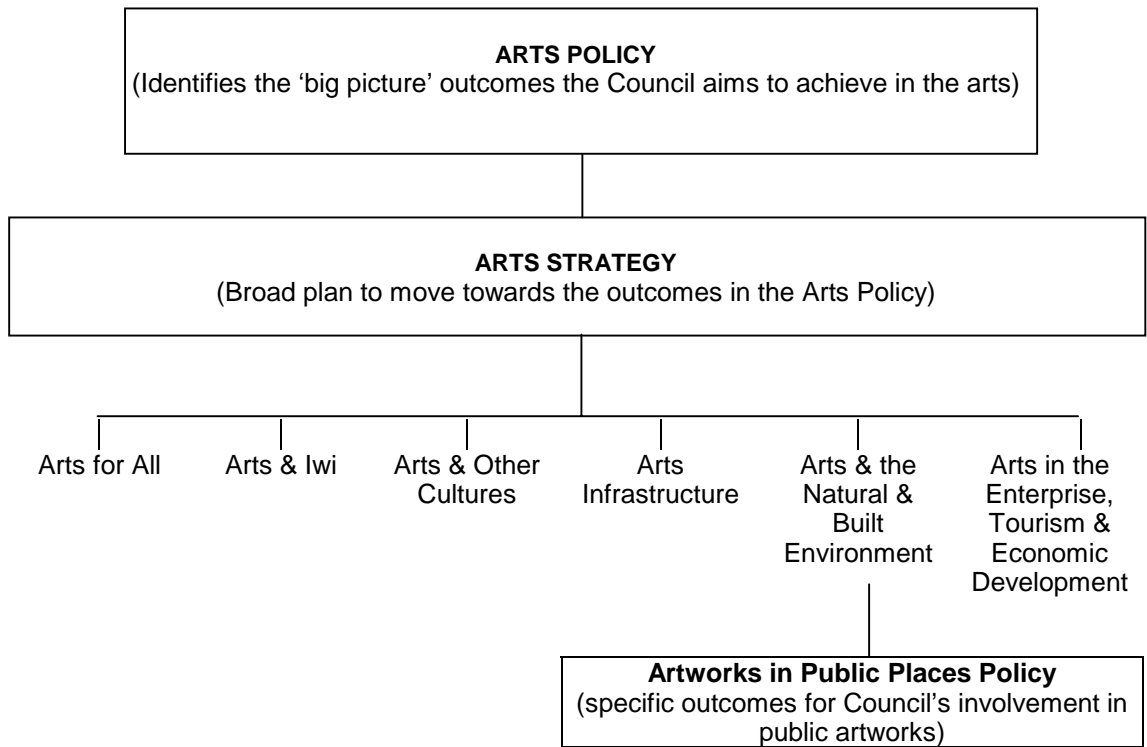 ARTS POLICY
(Identifies the ‘big picture’ outcomes the Council aims to achieve in the arts)
ARTS STRATEGY
(Broad plan to move towards the outcomes in the Arts Policy)
Arts for All
Arts & Iwi
Arts & Other
Cultures
Arts
Infrastructure
Arts & the
Natural &
Built
Environment
Arts in the
Enterprise,
Tourism &
Economic
Development
Artworks in Public Places Policy
(specific outcomes for Council’s involvement in
public artworks)